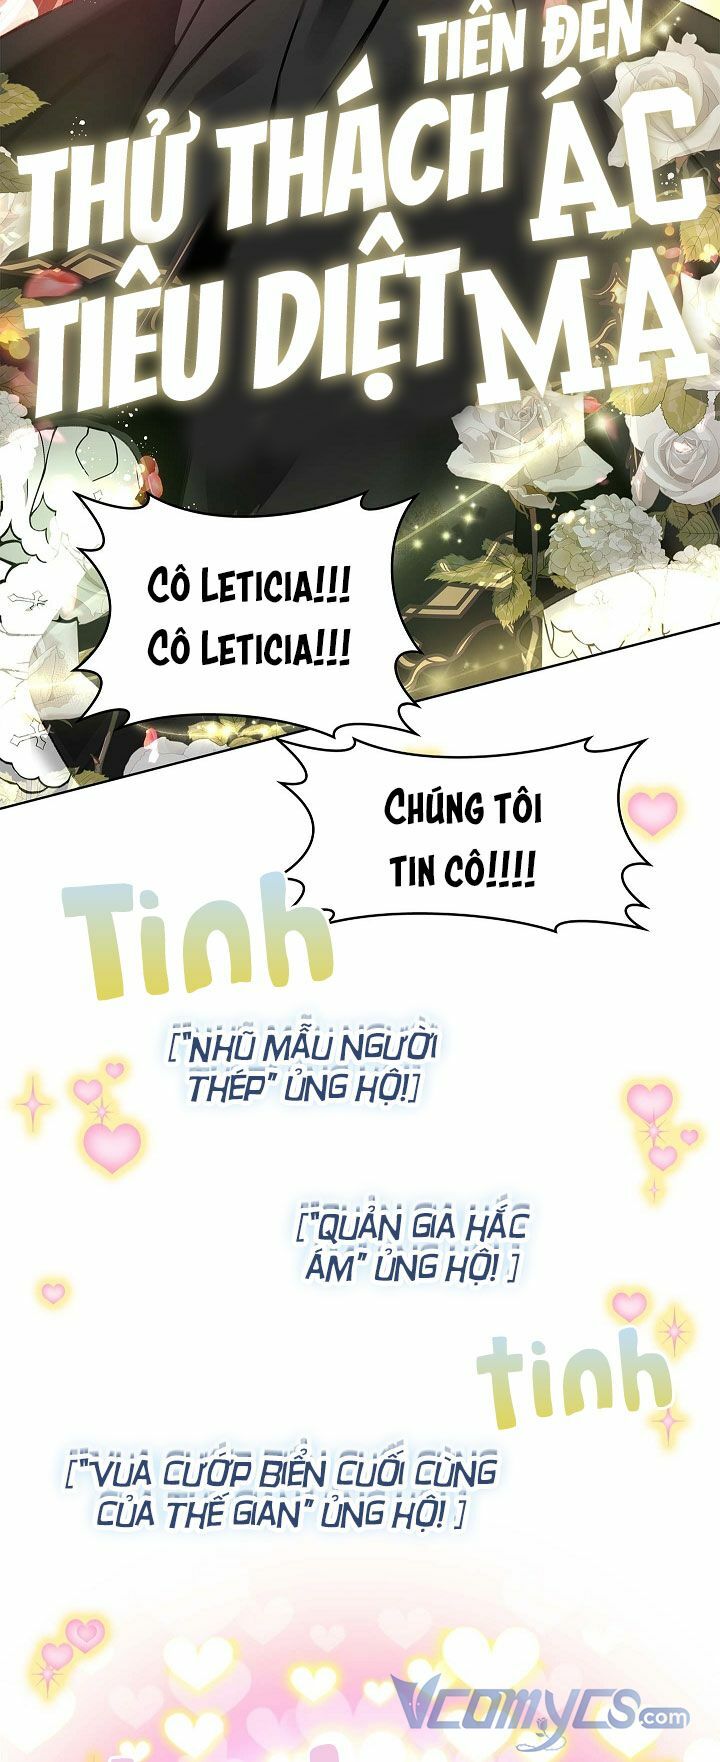 TIẾN ĐẾN
THỬ THÁCH ÁC
TIÊU DIỆT MA
CÔ LETICIA!!!
CÔ LETICIA!!!
CHÚNG TÔI
TIN CÔ!!!!
Tinh
["NHŨ MẪU NGƯỜI
THÉP" ỦNG HỘ!]
["QUẢN GIA HẮC
ÁM" ỦNG HỘ! ]
Tinh
["VUA CƯỚP BIỂN CUỐI CÙNG
CỦA THẾ GIAN" ỦNG HỘ! ]
VCOMYCS.COM